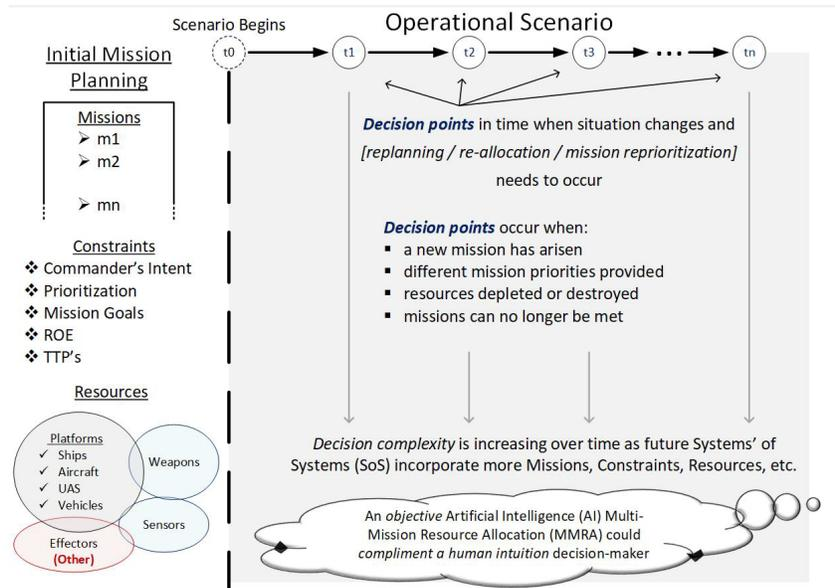 Scenario Begins
Operational Scenario
t0
t1
t2
t3
...
tn
Initial Mission
Planning
Missions
➢ m1
➢ m2
➢ mn
Constraints
❖ Commander's Intent
❖ Prioritization
❖ Mission Goals
❖ ROE
❖ TTP's
Resources
Platforms
✓ Ships
✓ Aircraft
✓ UAS
✓ Vehicles
Weapons
Sensors
Effectors
(Other)
Decision points in time when situation changes and
[replanning / re-allocation / mission reprioritization]
needs to occur
Decision points occur when:
▪ a new mission has arisen
▪ different mission priorities provided
▪ resources depleted or destroyed
▪ missions can no longer be met
Decision complexity is increasing over time as future Systems' of
Systems (SoS) incorporate more Missions, Constraints, Resources, etc.
An objective Artificial Intelligence (AI) Multi-
Mission Resource Allocation (MMRA) could
compliment a human intuition decision-maker